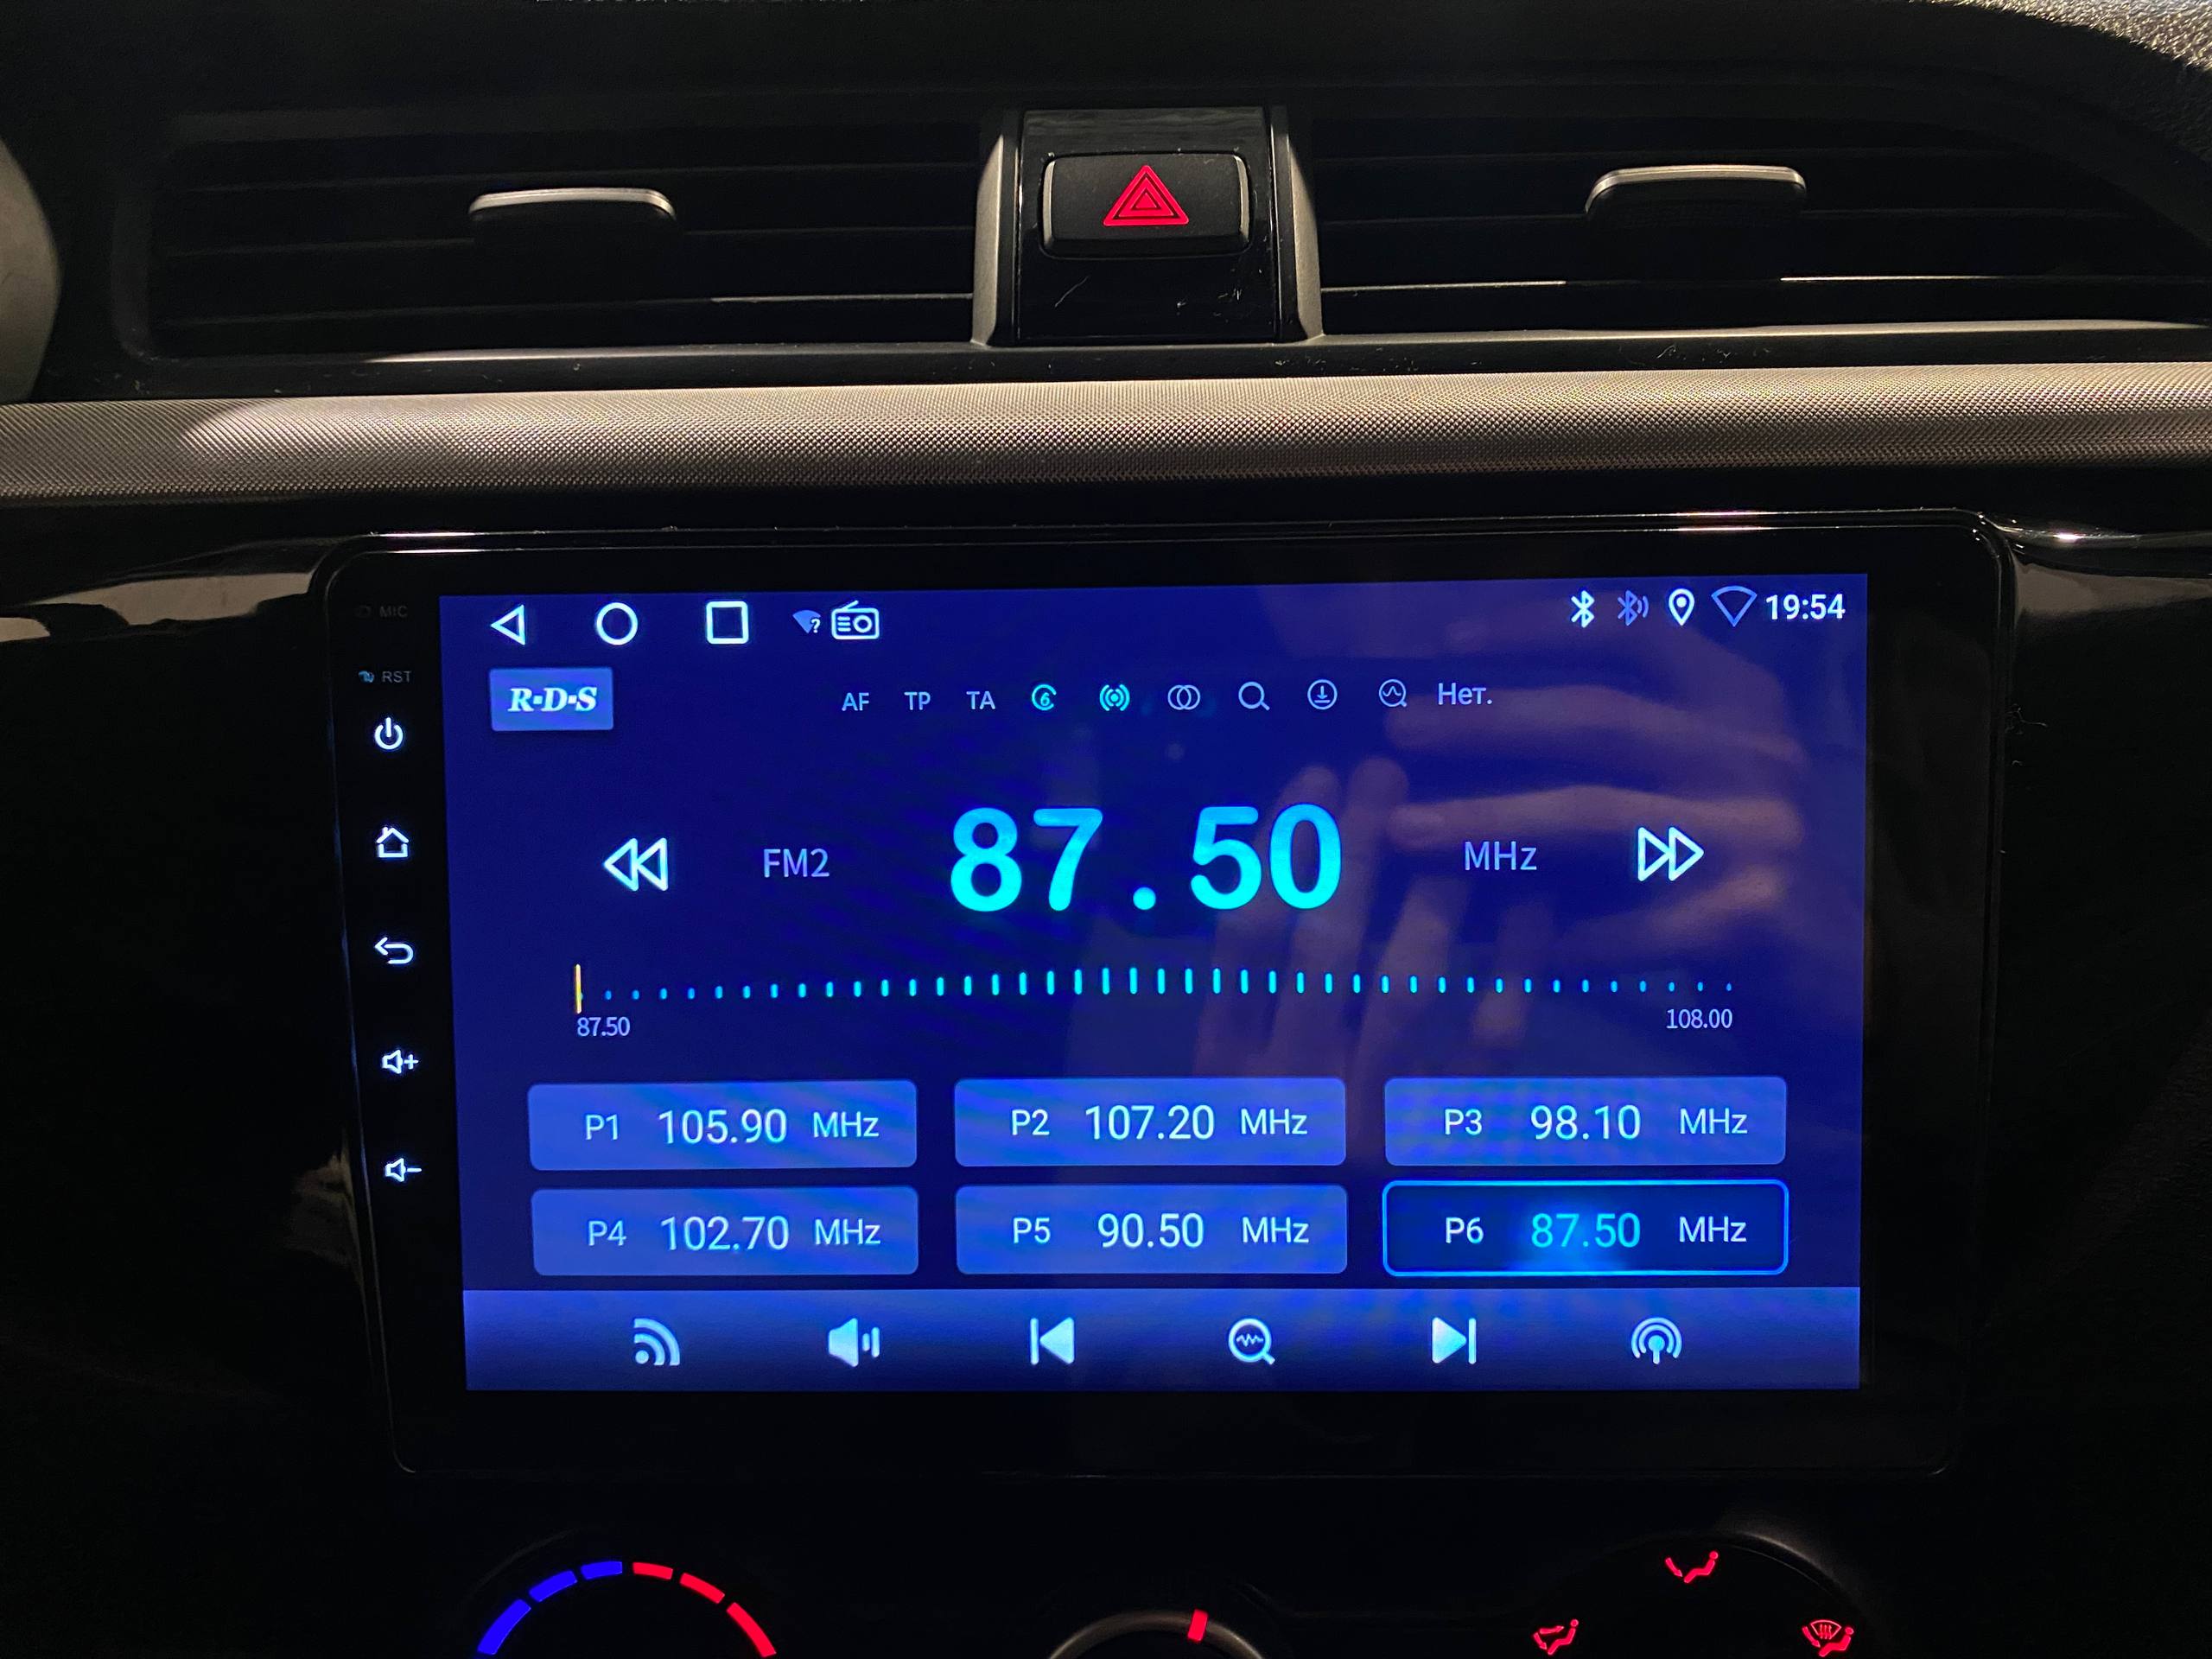 MIC
19:54
RST
R·D·S
AF TP TA 6 Нет.
FM2 87.50 MHz
87.50 108.00
P1 105.90 MHz P2 107.20 MHz P3 98.10 MHz
P4 102.70 MHz P5 90.50 MHz P6 87.50 MHz